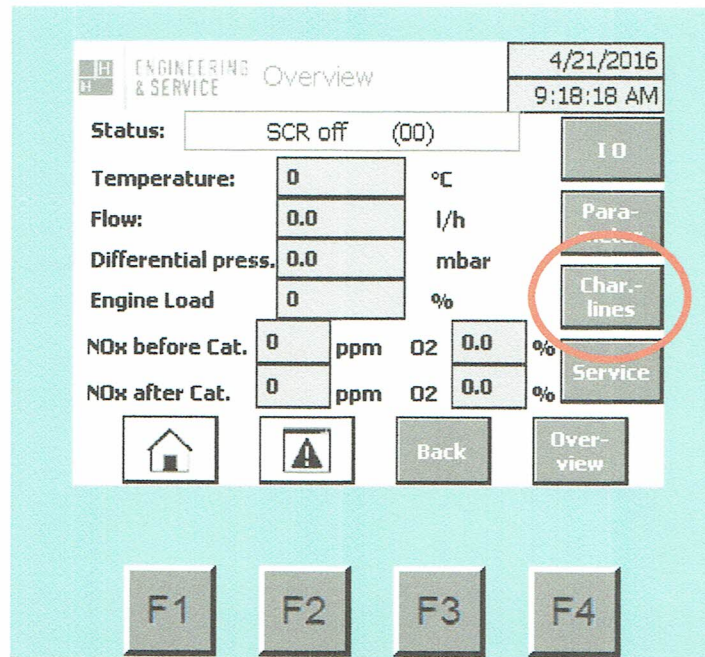 H
H
ENGINEERING
& SERVICE
Overview
4/21/2016
9:18:18 AM
Status: SCR off (00)
I O
Temperature: 0 °C
Flow: 0.0 l/h
Para-
meter
Differential press. 0.0 mbar
Char.-
lines
Engine Load 0 %
NOx before Cat. 0 ppm O2 0.0 %
Service
NOx after Cat. 0 ppm O2 0.0 %
Back
Over-
view
F1 F2 F3 F4